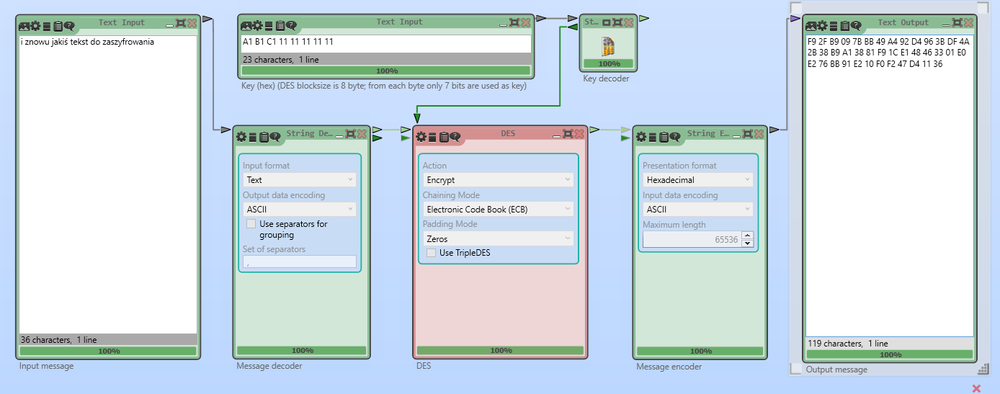 Text Input
i znowu jakiś tekst do zaszyfrowania
36 characters, 1 line
100%
Input message
Text Input
A1 B1 C1 11 11 11 11 11
23 characters, 1 line
100%
Key (hex) (DES blocksize is 8 byte; from each byte only 7 bits are used as key)
St...
100%
Key decoder
String De...
Input format
Text
Output data encoding
ASCII
Use separators for
grouping
Set of separators
,
100%
Message decoder
DES
Action
Encrypt
Chaining Mode
Electronic Code Book (ECB)
Padding Mode
Zeros
Use TripleDES
100%
DES
String E...
Presentation format
Hexadecimal
Input data encoding
ASCII
Maximum length
65536
100%
Message encoder
Text Output
F9 2F B9 09 7B BB 49 A4 92 D4 96 3B DF 4A
2B 38 B9 A1 38 81 F9 1C E1 48 46 33 01 E0
E2 76 BB 91 E2 10 F0 F2 47 D4 11 36
119 characters, 1 line
100%
Output message